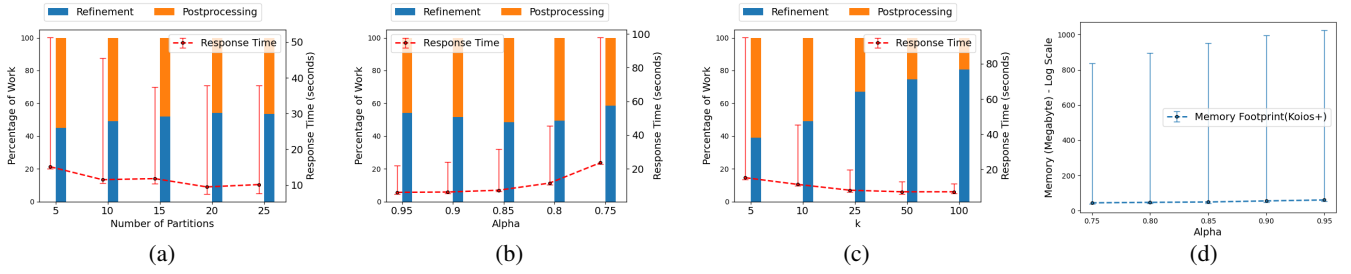 Refinement Postprocessing
Response Time
Percentage of Work
100
80
60
40
20
0
Response Time (seconds)
50
40
30
20
10
5 10 15 20 25
Number of Partitions
(a)
Refinement Postprocessing
Response Time
Percentage of Work
100
80
60
40
20
0
Response Time (seconds)
100
80
60
40
20
0.95 0.9 0.85 0.8 0.75
Alpha
(b)
Refinement Postprocessing
Response Time
Percentage of Work
100
80
60
40
20
0
Response Time (seconds)
80
60
40
20
5 10 25 50 100
k
(c)
Memory (Megabyte) - Log Scale
1000
800
600
400
200
0
Memory Footprint(Koios+)
0.75 0.80 0.85 0.90 0.95
Alpha
(d)